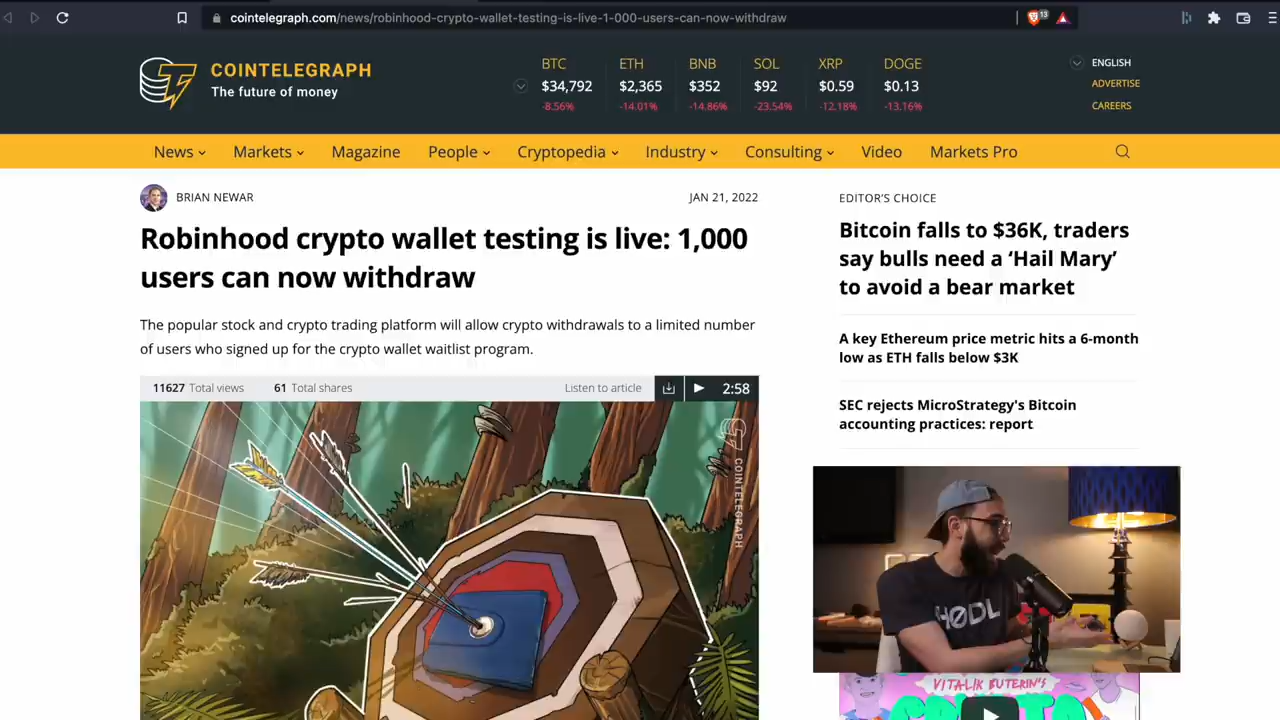 cointelegraph.com/news/robinhood-crypto-wallet-testing-is-live-1-000-users-can-now-withdraw
13
COINTELEGRAPH
The future of money
BTC ETH BNB SOL XRP DOGE
$34,792 $2,365 $352 $92 $0.59 $0.13
-8.56% -14.01% -14.86% -23.54% -12.18% -13.16%
ENGLISH
ADVERTISE
CAREERS
News Markets Magazine People Cryptopedia Industry Consulting Video Markets Pro
BRIAN NEWAR
JAN 21, 2022
Robinhood crypto wallet testing is live: 1,000
users can now withdraw
The popular stock and crypto trading platform will allow crypto withdrawals to a limited number
of users who signed up for the crypto wallet waitlist program.
11627 Total views 61 Total shares Listen to article 2:58
COINTELEGRAPH
EDITOR'S CHOICE
Bitcoin falls to $36K, traders
say bulls need a ‘Hail Mary’
to avoid a bear market
A key Ethereum price metric hits a 6-month
low as ETH falls below $3K
SEC rejects MicroStrategy's Bitcoin
accounting practices: report
HØDL
VITALIK BUTERIN'S